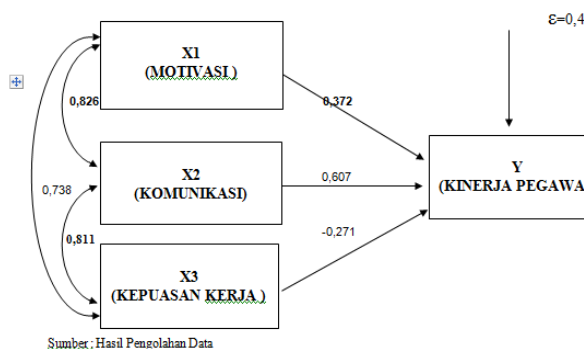 ε=0,4
X1
(MOTIVASI )
0,826
0,372
Y
(KINERJA PEGAWA
X2
(KOMUNIKASI)
0,607
0,738
0,811
-0,271
X3
(KEPUASAN KERJA )
Sumber ; Hasil Pengolahan Data